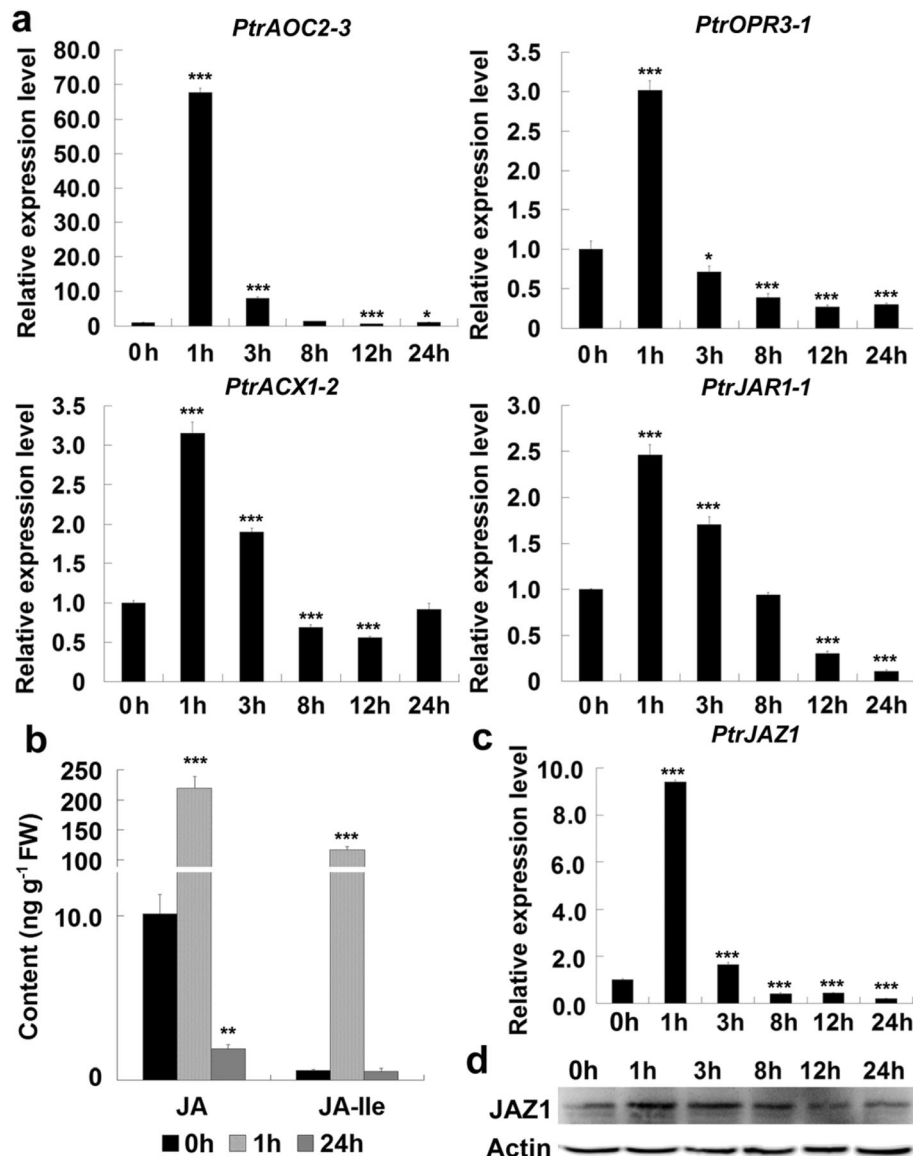 a
PtrAOC2-3
Relative expression level
80.0
70.0
60.0
50.0
40.0
30.0
20.0
10.0
0
***
***
***
*
0h 1h 3h 8h 12h 24h
PtrOPR3-1
Relative expression level
3.5
3.0
2.5
2.0
1.5
1.0
0.5
0
***
*
***
***
***
0h 1h 3h 8h 12h 24h
PtrACX1-2
Relative expression level
3.5
3.0
2.5
2.0
1.5
1.0
0.5
0.0
***
***
***
***
0h 1h 3h 8h 12h 24h
PtrJAR1-1
Relative expression level
3.0
2.5
2.0
1.5
1.0
0.5
0.0
***
***
***
***
0h 1h 3h 8h 12h 24h
b
Content (ng g⁻¹ FW)
250
200
150
100
10.0
0
***
**
***
JA JA-Ile
0h 1h 24h
c
PtrJAZ1
Relative expression level
10.0
8.0
6.0
4.0
2.0
0.0
***
***
***
***
***
0h 1h 3h 8h 12h 24h
d
0h 1h 3h 8h 12h 24h
JAZ1
Actin